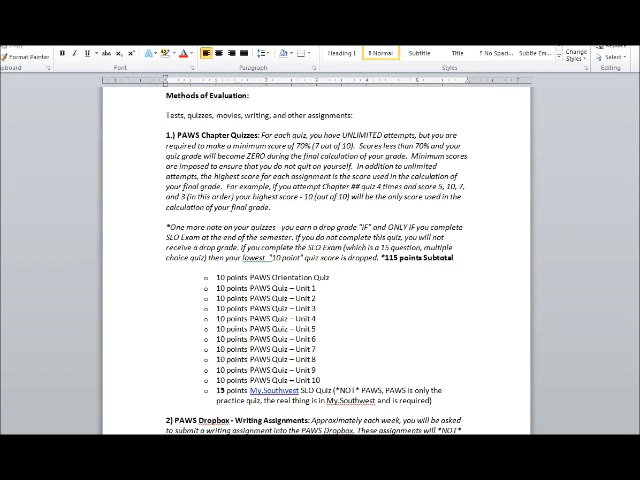 Format Painter
B I U abc X₂ X² A ab A
Heading 1 ¶ Normal Subtitle Title ¶ No Spaci... Subtle Em... Change Select
Styles
Font Paragraph Styles Editing
Methods of Evaluation:
Tests, quizzes, movies, writing, and other assignments:
1.) PAWS Chapter Quizzes: For each quiz, you have UNLIMITED attempts, but you are
required to make a minimum score of 70% (7 out of 10). Scores less than 70% and your
quiz grade will become ZERO during the final calculation of your grade. Minimum scores
are imposed to ensure that you do not quit on yourself. In addition to unlimited
attempts, the highest score for each assignment is the score used in the calculation
of your final grade. For example, if you attempt Chapter ## quiz 4 times and score 5, 10, 7,
and 3 (in this order) your highest score - 10 (out of 10) will be the only score used in the
calculation of your final grade.
*One more note on your quizzes - you earn a drop grade "IF" and ONLY IF you complete
SLO Exam at the end of the semester. If you do not complete this quiz, you will not
receive a drop grade. If you complete the SLO Exam (which is a 15 question, multiple
choice quiz) then your lowest "10 point" quiz score is dropped. *115 points Subtotal
o 10 points PAWS Orientation Quiz
o 10 points PAWS Quiz – Unit 1
o 10 points PAWS Quiz – Unit 2
o 10 points PAWS Quiz – Unit 3
o 10 points PAWS Quiz – Unit 4
o 10 points PAWS Quiz – Unit 5
o 10 points PAWS Quiz – Unit 6
o 10 points PAWS Quiz – Unit 7
o 10 points PAWS Quiz – Unit 8
o 10 points PAWS Quiz – Unit 9
o 10 points PAWS Quiz – Unit 10
o 15 points My.Southwest SLO Quiz (*NOT* PAWS, PAWS is only the
practice quiz, the real thing is in My.Southwest and is required)
2) PAWS Dropbox - Writing Assignments: Approximately each week, you will be asked
to submit a writing assignment into the PAWS Dropbox. These assignments will *NOT*